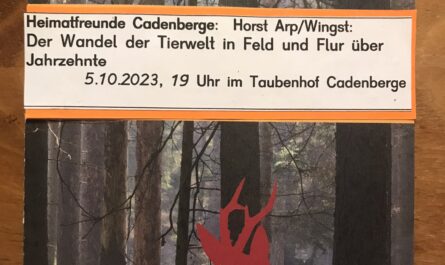 Heimatfreunde Cadenberge: Horst Arp/Wingst:
Der Wandel der Tierwelt in Feld und Flur über
Jahrzehnte
5.10.2023, 19 Uhr im Taubenhof Cadenberge